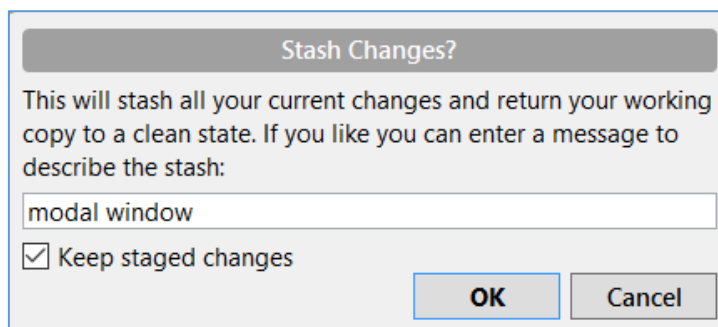 Stash Changes?
This will stash all your current changes and return your working
copy to a clean state. If you like you can enter a message to
describe the stash:
modal window
Keep staged changes
OK Cancel